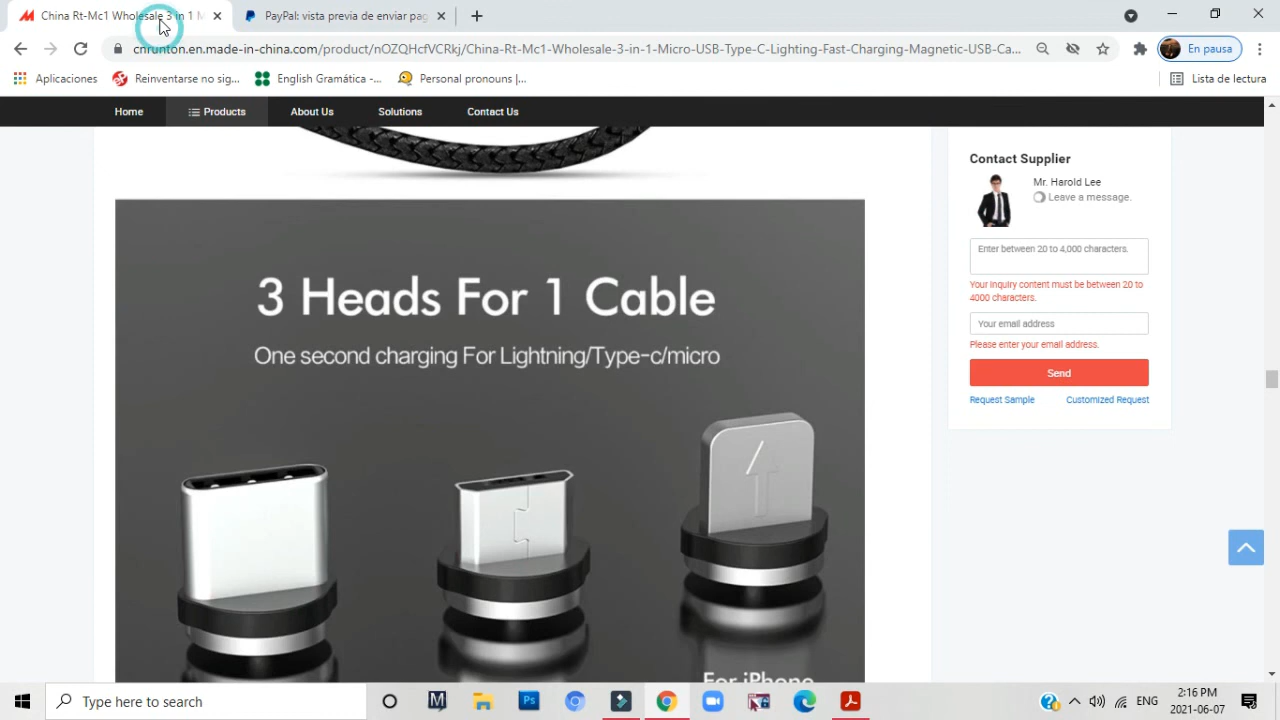 China Rt-Mc1 Wholesale 3 in 1 M
PayPal: vista previa de enviar pag
cnrunton.en.made-in-china.com/product/nOZQHcfVCRkj/China-Rt-Mc1-Wholesale-3-in-1-Micro-USB-Type-C-Lighting-Fast-Charging-Magnetic-USB-Ca...
En pausa
Aplicaciones
Reinventarse no sig...
English Gramática -...
Personal pronouns |...
Lista de lectura
Home
Products
About Us
Solutions
Contact Us
Contact Supplier
Mr. Harold Lee
Leave a message.
Enter between 20 to 4,000 characters.
Your inquiry content must be between 20 to
4000 characters.
Your email address
Please enter your email address.
Send
Request Sample
Customized Request
3 Heads For 1 Cable
One second charging For Lightning/Type-c/micro
For iPhone
Type here to search
ENG
2:16 PM
2021-06-07